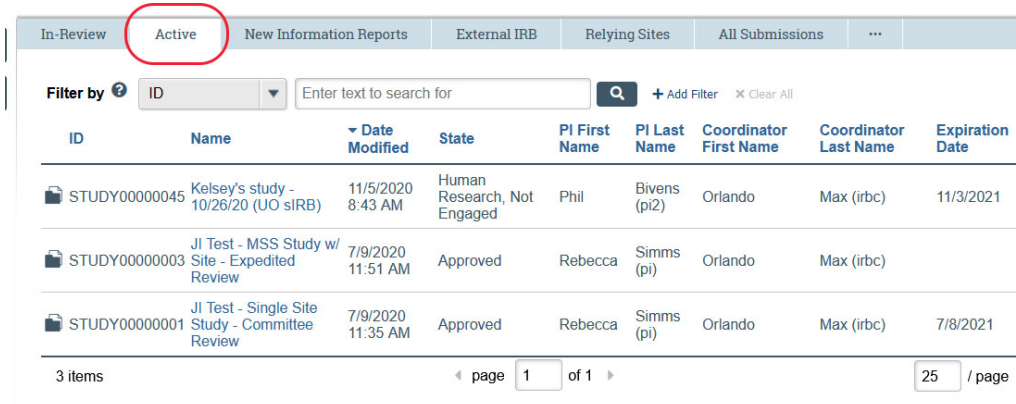 In-Review Active New Information Reports External IRB Relying Sites All Submissions ...
Filter by ? ID Enter text to search for + Add Filter × Clear All
ID Name Date Modified State PI First Name PI Last Name Coordinator First Name Coordinator Last Name Expiration Date
STUDY00000045 Kelsey's study - 10/26/20 (UO sIRB) 11/5/2020 8:43 AM Human Research, Not Engaged Phil Bivens (pi2) Orlando Max (irbc) 11/3/2021
STUDY00000003 JI Test - MSS Study w/ Site - Expedited Review 7/9/2020 11:51 AM Approved Rebecca Simms (pi) Orlando Max (irbc)
STUDY00000001 JI Test - Single Site Study - Committee Review 7/9/2020 11:35 AM Approved Rebecca Simms (pi) Orlando Max (irbc) 7/8/2021
3 items page 1 of 1 25 / page